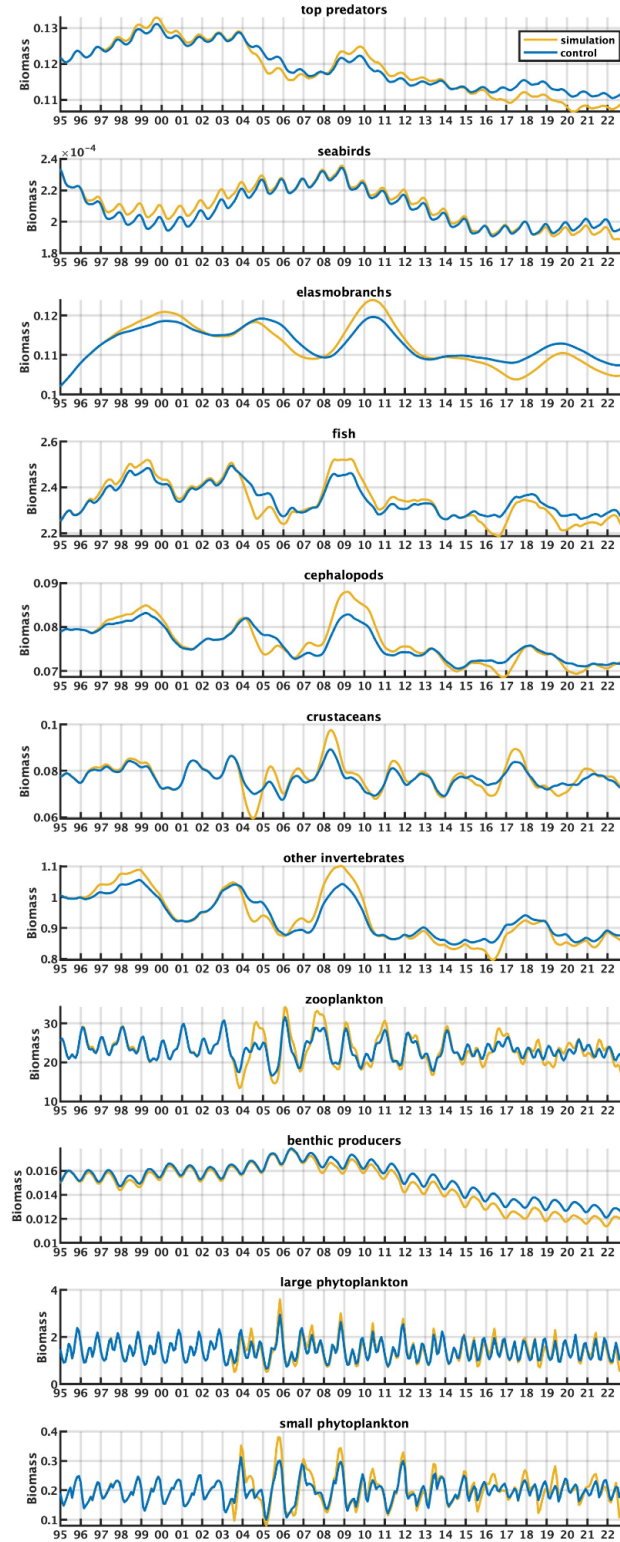 top predators
0.13
0.12
0.11
Biomass
simulation
control
95 96 97 98 99 00 01 02 03 04 05 06 07 08 09 10 11 12 13 14 15 16 17 18 19 20 21 22
seabirds
×10⁻⁴
2.4
2.2
2
1.8
Biomass
95 96 97 98 99 00 01 02 03 04 05 06 07 08 09 10 11 12 13 14 15 16 17 18 19 20 21 22
elasmobranchs
0.12
0.11
0.1
Biomass
95 96 97 98 99 00 01 02 03 04 05 06 07 08 09 10 11 12 13 14 15 16 17 18 19 20 21 22
fish
2.6
2.4
2.2
Biomass
95 96 97 98 99 00 01 02 03 04 05 06 07 08 09 10 11 12 13 14 15 16 17 18 19 20 21 22
cephalopods
0.09
0.08
0.07
Biomass
95 96 97 98 99 00 01 02 03 04 05 06 07 08 09 10 11 12 13 14 15 16 17 18 19 20 21 22
crustaceans
0.1
0.08
0.06
Biomass
95 96 97 98 99 00 01 02 03 04 05 06 07 08 09 10 11 12 13 14 15 16 17 18 19 20 21 22
other invertebrates
1.1
1
0.9
0.8
Biomass
95 96 97 98 99 00 01 02 03 04 05 06 07 08 09 10 11 12 13 14 15 16 17 18 19 20 21 22
zooplankton
30
20
10
Biomass
95 96 97 98 99 00 01 02 03 04 05 06 07 08 09 10 11 12 13 14 15 16 17 18 19 20 21 22
benthic producers
0.016
0.014
0.012
0.01
Biomass
95 96 97 98 99 00 01 02 03 04 05 06 07 08 09 10 11 12 13 14 15 16 17 18 19 20 21 22
large phytoplankton
4
2
0
Biomass
95 96 97 98 99 00 01 02 03 04 05 06 07 08 09 10 11 12 13 14 15 16 17 18 19 20 21 22
small phytoplankton
0.4
0.3
0.2
0.1
Biomass
95 96 97 98 99 00 01 02 03 04 05 06 07 08 09 10 11 12 13 14 15 16 17 18 19 20 21 22